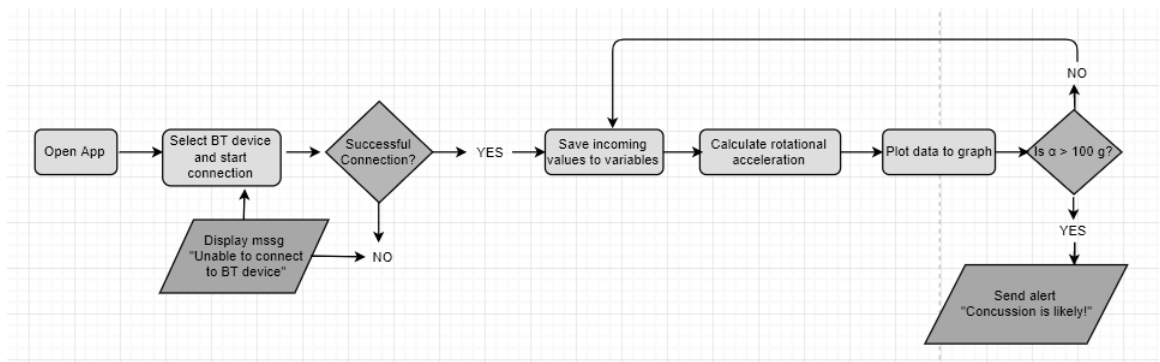 Open App
Select BT device
and start
connection
Successful
Connection?
YES
NO
Display mssg
"Unable to connect
to BT device"
Save incoming
values to variables
Calculate rotational
acceleration
Plot data to graph
Is α > 100 g?
NO
YES
Send alert
"Concussion is likely!"